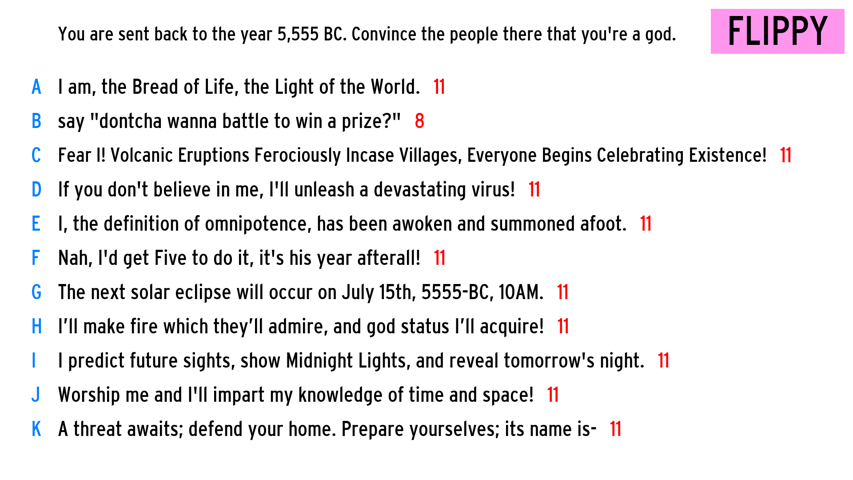 You are sent back to the year 5,555 BC. Convince the people there that you're a god.
FLIPPY
A I am, the Bread of Life, the Light of the World. 11
B say "dontcha wanna battle to win a prize?" 8
C Fear I! Volcanic Eruptions Ferociously Incase Villages, Everyone Begins Celebrating Existence! 11
D If you don't believe in me, I'll unleash a devastating virus! 11
E I, the definition of omnipotence, has been awoken and summoned afoot. 11
F Nah, I'd get Five to do it, it's his year afterall! 11
G The next solar eclipse will occur on July 15th, 5555-BC, 10AM. 11
H I’ll make fire which they’ll admire, and god status I’ll acquire! 11
I I predict future sights, show Midnight Lights, and reveal tomorrow's night. 11
J Worship me and I'll impart my knowledge of time and space! 11
K A threat awaits; defend your home. Prepare yourselves; its name is- 11